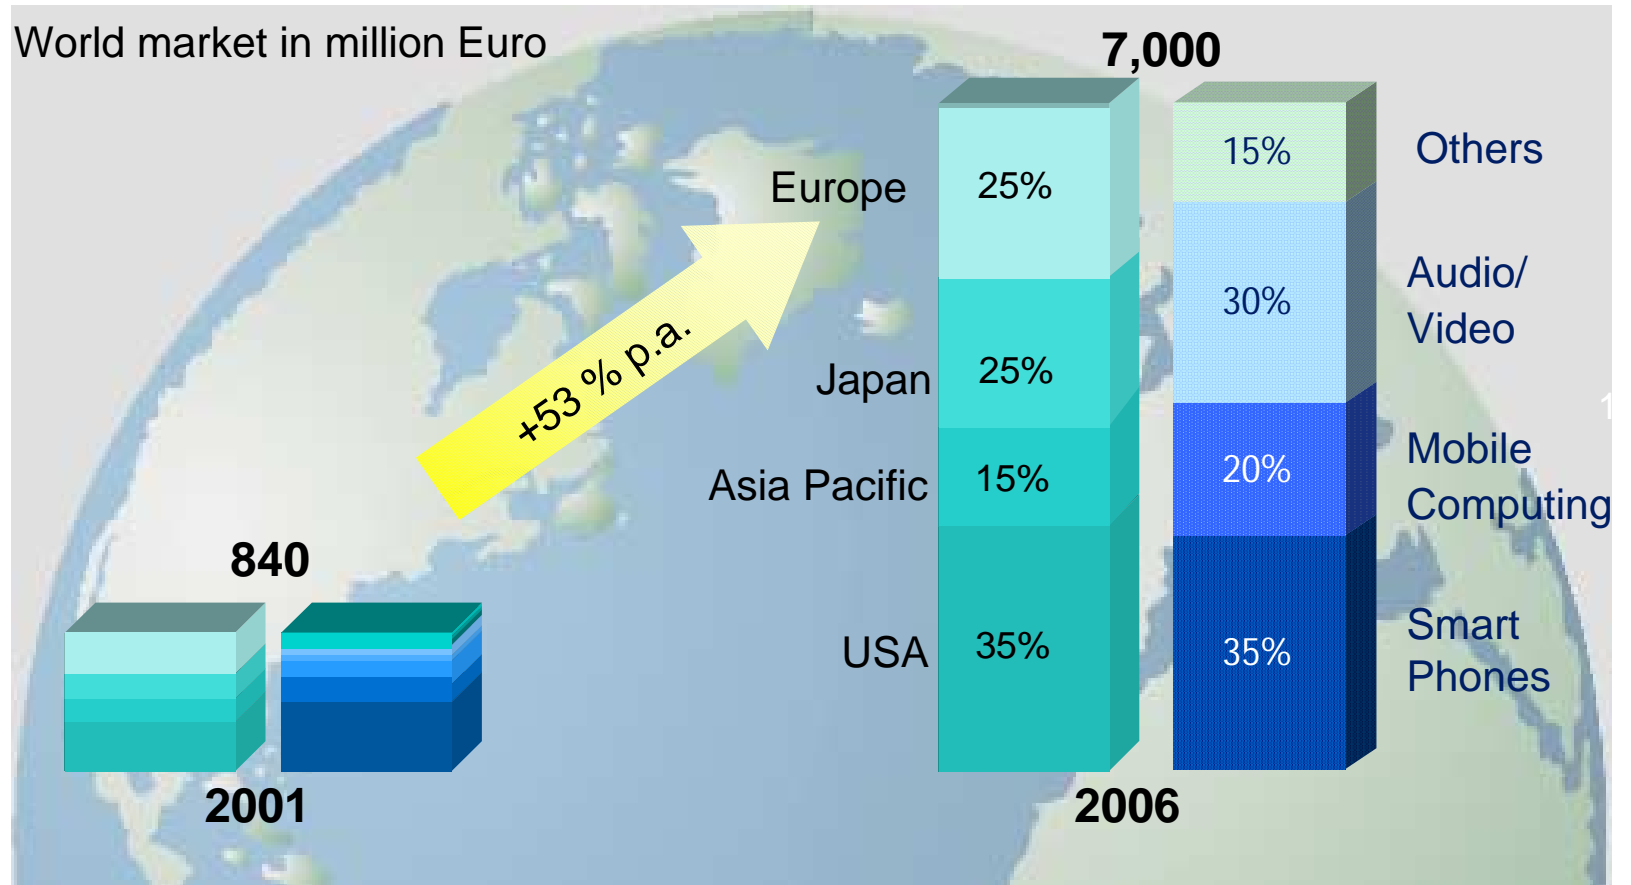 World market in million Euro
7,000
Others
15%
Europe
25%
Audio/
Video
30%
+53 % p.a.
Japan
25%
1
Mobile
Computing
20%
Asia Pacific
15%
840
USA
35%
35%
Smart
Phones
2001
2006